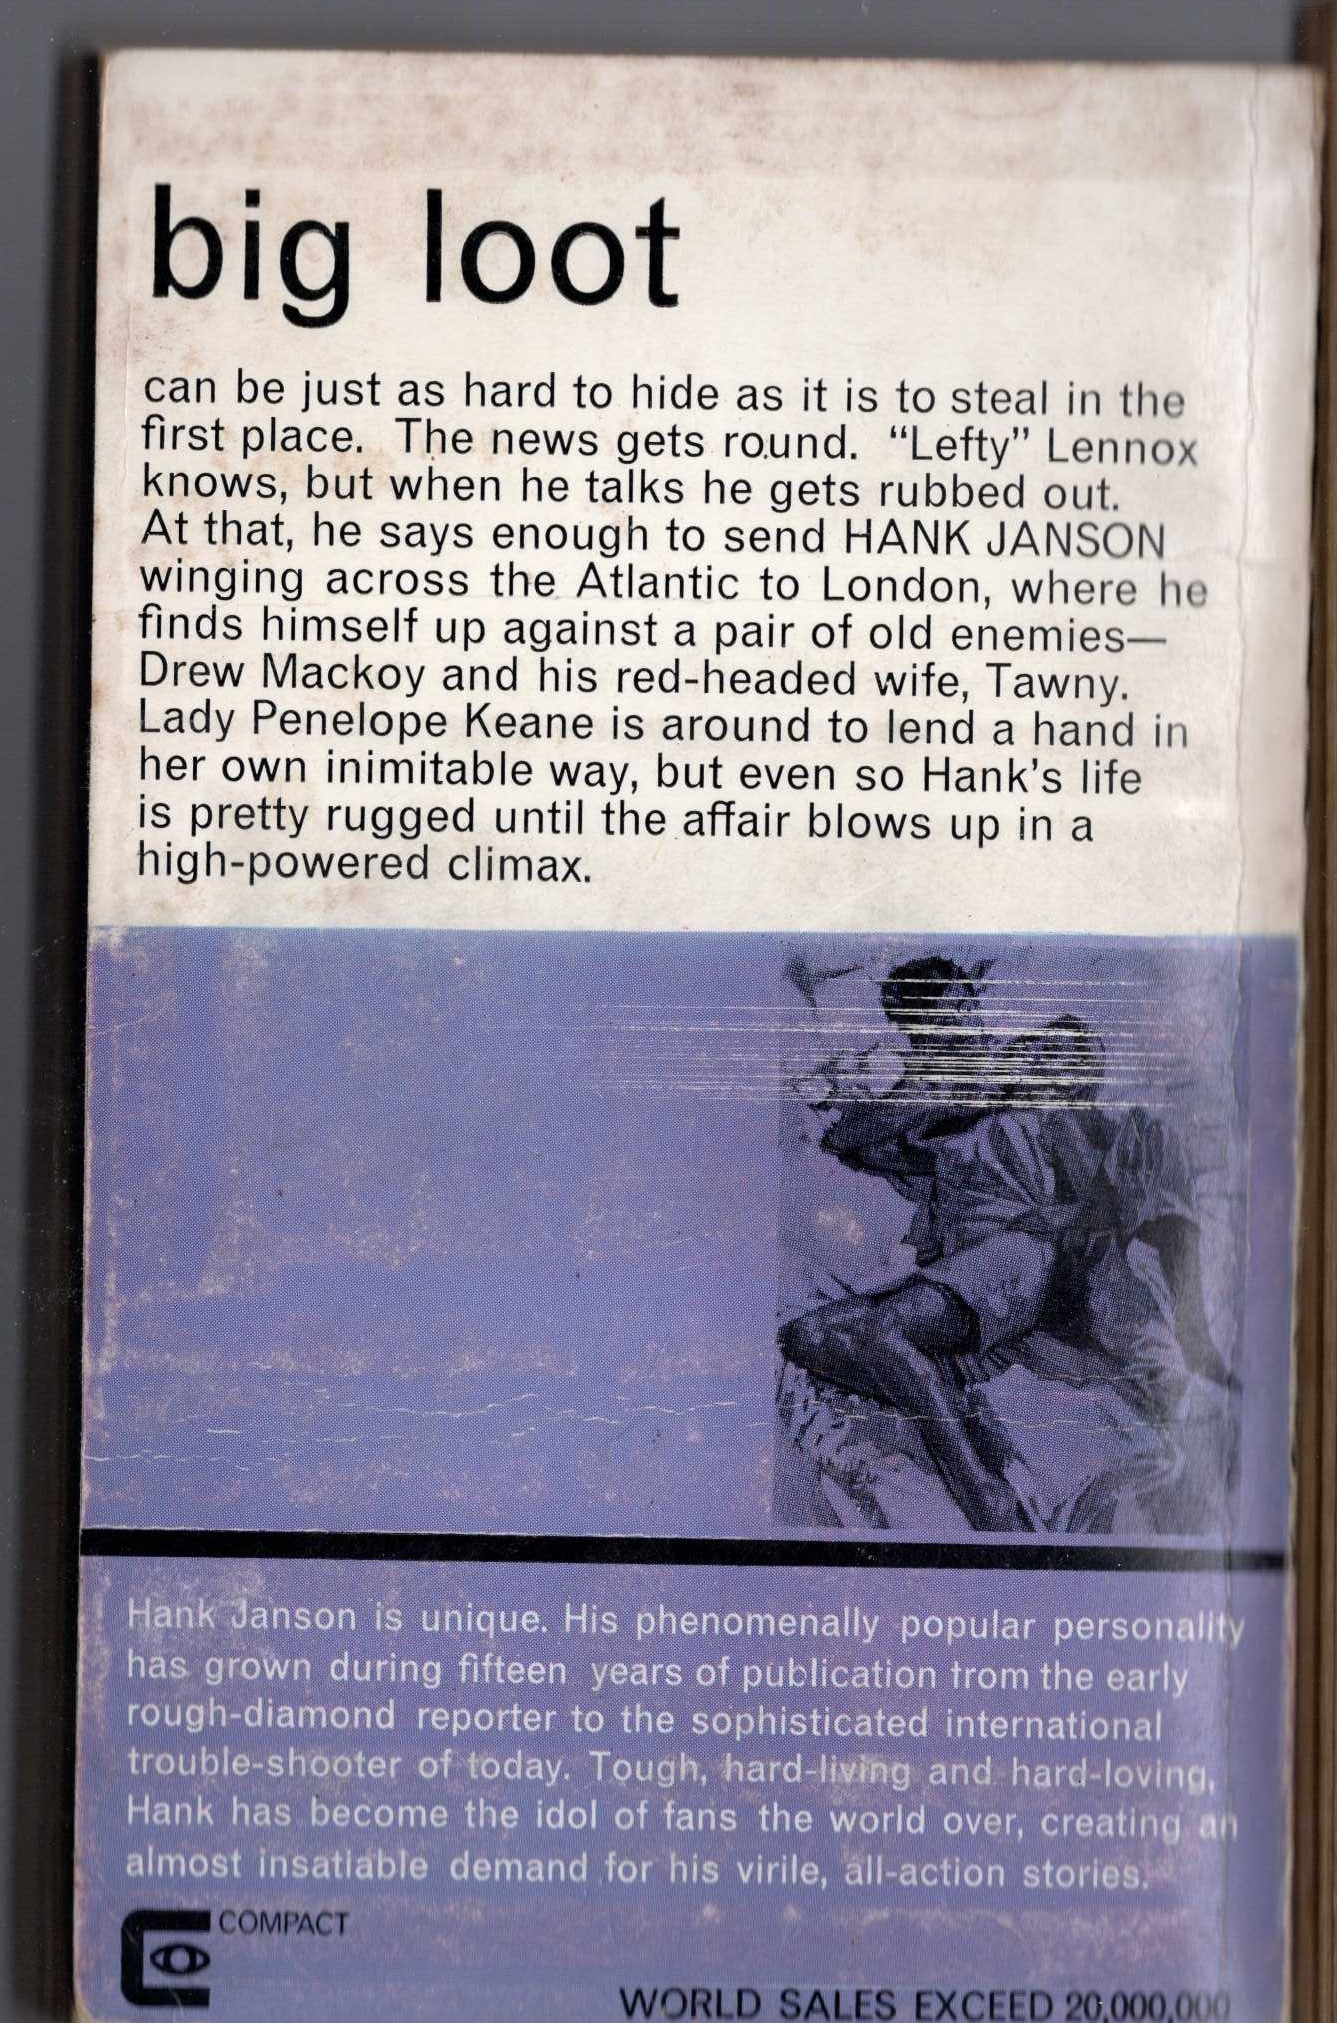 big loot
can be just as hard to hide as it is to steal in the
first place. The news gets round. “Lefty” Lennox
knows, but when he talks he gets rubbed out.
At that, he says enough to send HANK JANSON
winging across the Atlantic to London, where he
finds himself up against a pair of old enemies—
Drew Mackoy and his red-headed wife, Tawny.
Lady Penelope Keane is around to lend a hand in
her own inimitable way, but even so Hank's life
is pretty rugged until the affair blows up in a
high-powered climax.
Hank Janson is unique. His phenomenally popular personality
has grown during fifteen years of publication from the early
rough-diamond reporter to the sophisticated international
trouble-shooter of today. Tough, hard-living and hard-loving,
Hank has become the idol of fans the world over, creating an
almost insatiable demand for his virile, all-action stories.
COMPACT
WORLD SALES EXCEED 20,000,000